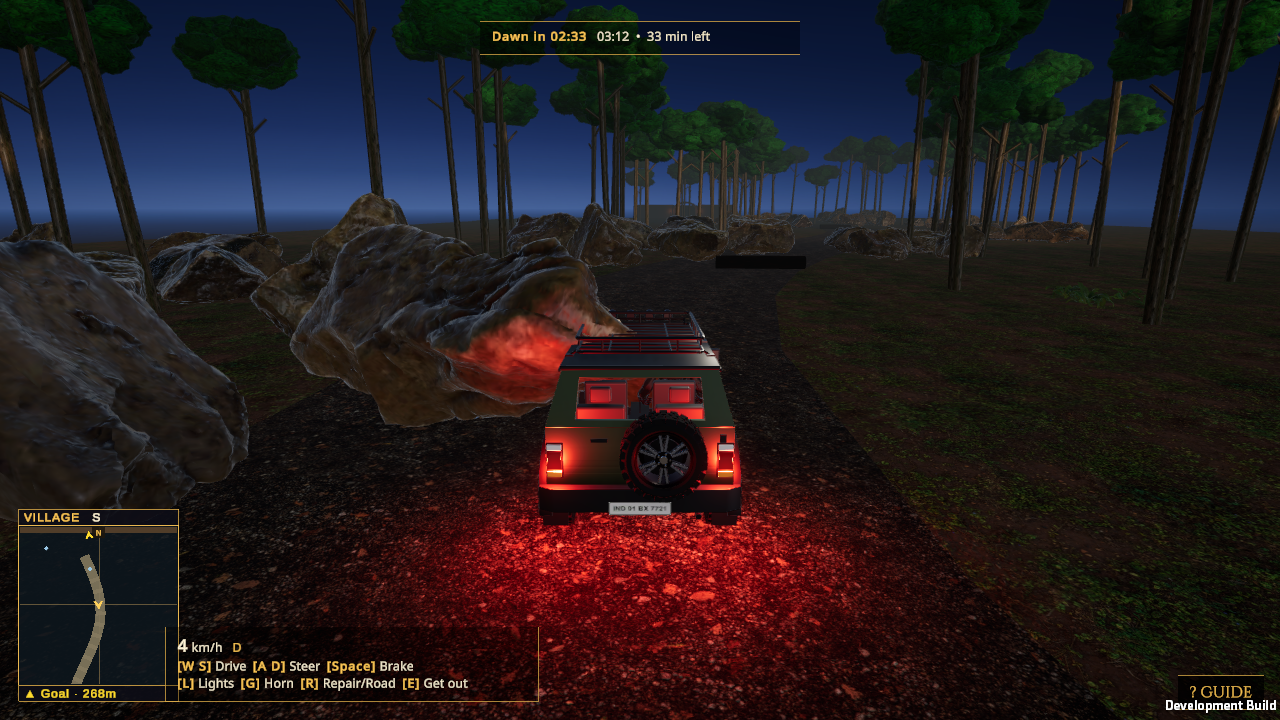 Dawn in 02:33 03:12 • 33 min left
IND 91 BX 7721
VILLAGE S
N
▲ Goal · 268m
4 km/h D
[W S] Drive [A D] Steer [Space] Brake
[L] Lights [G] Horn [R] Repair/Road [E] Get out
? GUIDE
Development Build